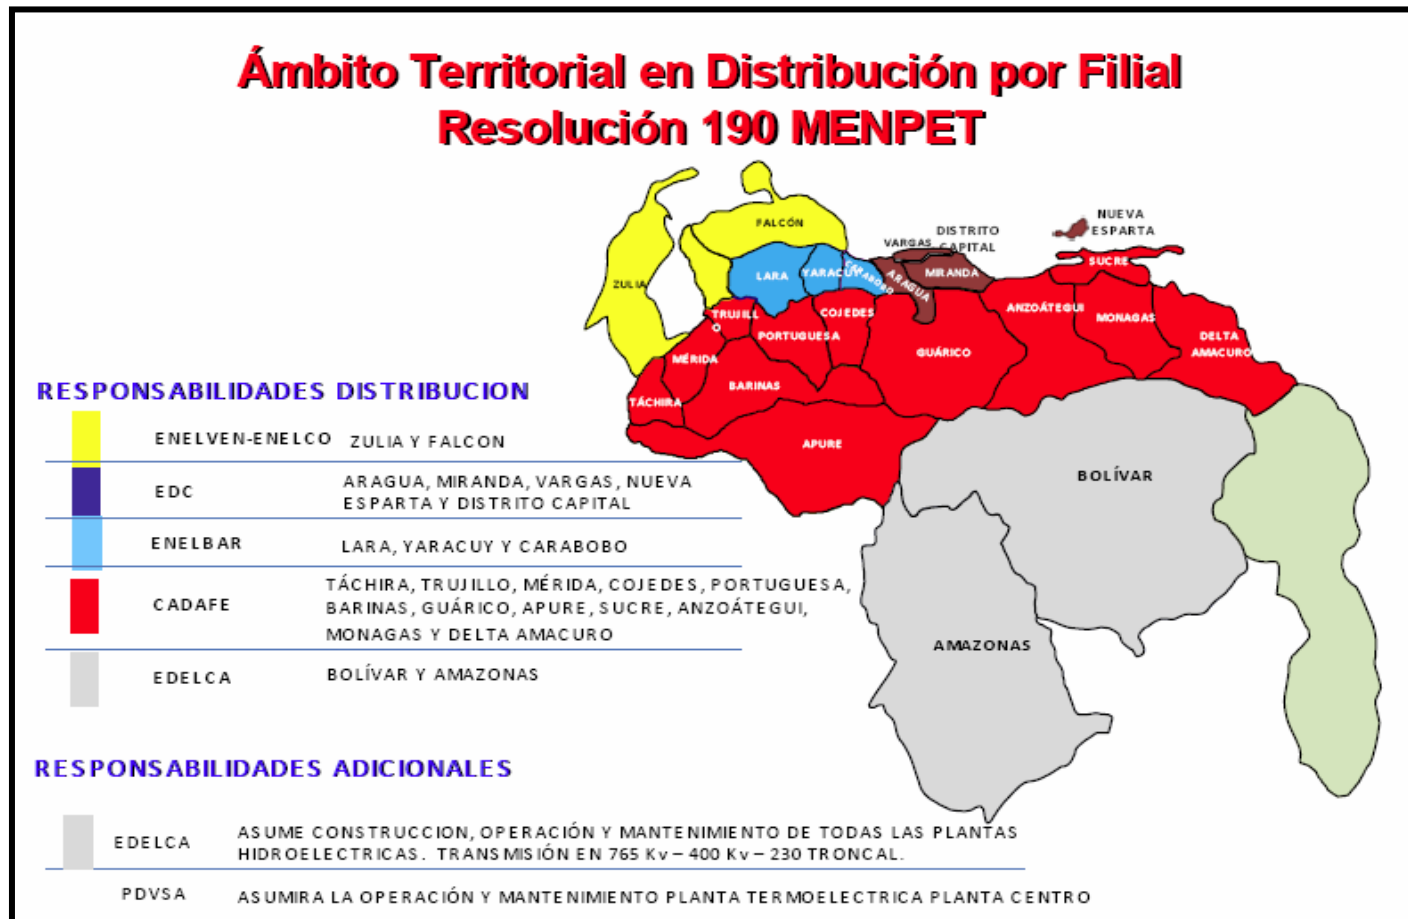 Ámbito Territorial en Distribución por Filial
Resolución 190 MENPET
NUEVA
ESPARTA
DISTRITO
CAPITAL
VARGAS
FALCÓN
SUCRE
ZULIA
LARA
YARACUY
CARABOBO
ARAGUA
MIRANDA
TRUJILL
O
PORTUGUESA
COJEDES
GUÁRICO
ANZOÁTEGUI
MONAGAS
DELTA
AMACURO
MÉRIDA
BARINAS
TÁCHIRA
APURE
BOLÍVAR
AMAZONAS
RESPONSABILIDADES DISTRIBUCION
ENELVEN-ENELCO ZULIA Y FALCON
EDC ARAGUA, MIRANDA, VARGAS, NUEVA
ESPARTA Y DISTRITO CAPITAL
ENELBAR LARA, YARACUY Y CARABOBO
CADAFE TÁCHIRA, TRUJILLO, MÉRIDA, COJEDES, PORTUGUESA,
BARINAS, GUÁRICO, APURE, SUCRE, ANZOÁTEGUI,
MONAGAS Y DELTA AMACURO
EDELCA BOLÍVAR Y AMAZONAS
RESPONSABILIDADES ADICIONALES
EDELCA ASUME CONSTRUCCION, OPERACIÓN Y MANTENIMIENTO DE TODAS LAS PLANTAS
HIDROELECTRICAS. TRANSMISIÓN EN 765 Kv – 400 Kv – 230 TRONCAL.
PDVSA ASUMIRA LA OPERACIÓN Y MANTENIMIENTO PLANTA TERMOELECTRICA PLANTA CENTRO